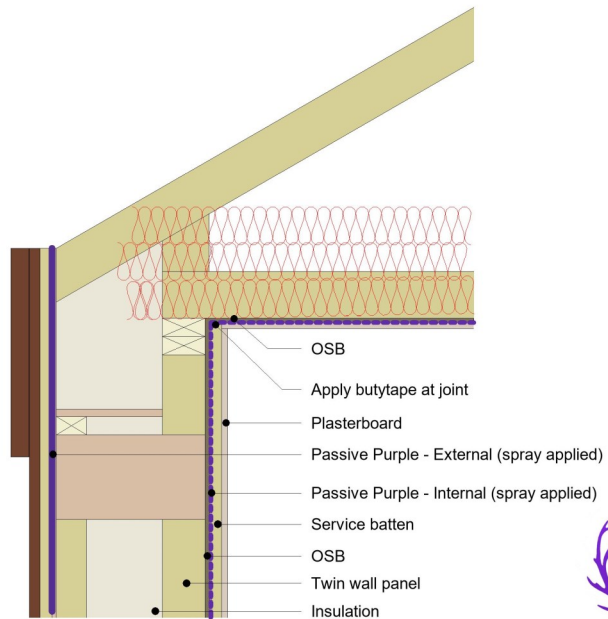 OSB
Apply butytape at joint
Plasterboard
Passive Purple - External (spray applied)
Passive Purple - Internal (spray applied)
Service batten
OSB
Twin wall panel
Insulation